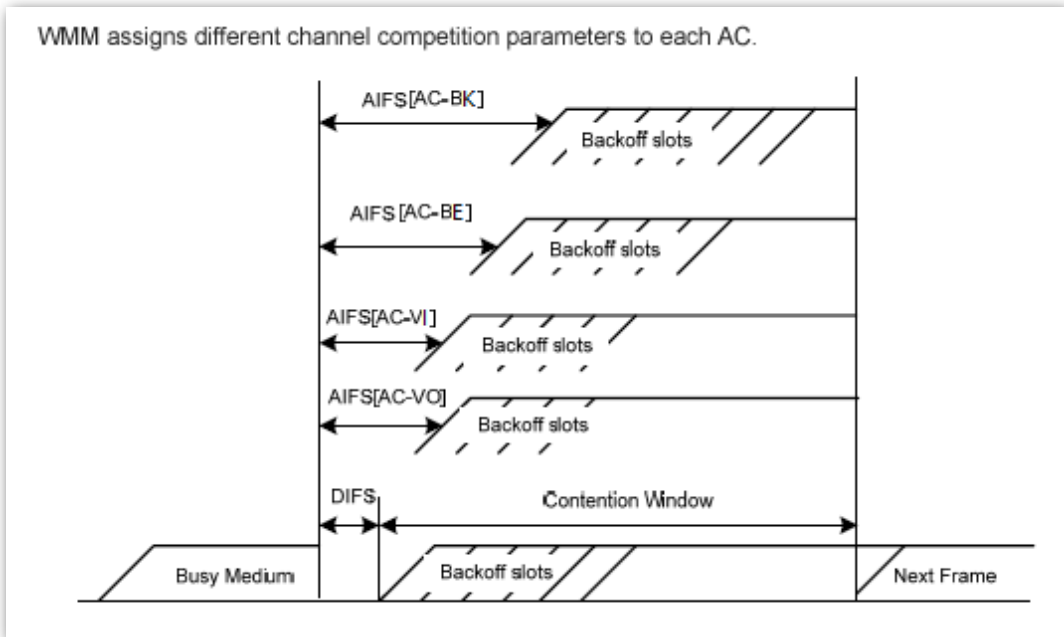 WMM assigns different channel competition parameters to each AC.
AIFS[AC-BK]
Backoff slots
AIFS[AC-BE]
Backoff slots
AIFS[AC-VI]
Backoff slots
AIFS[AC-VO]
Backoff slots
DIFS
Contention Window
Busy Medium
Backoff slots
Next Frame